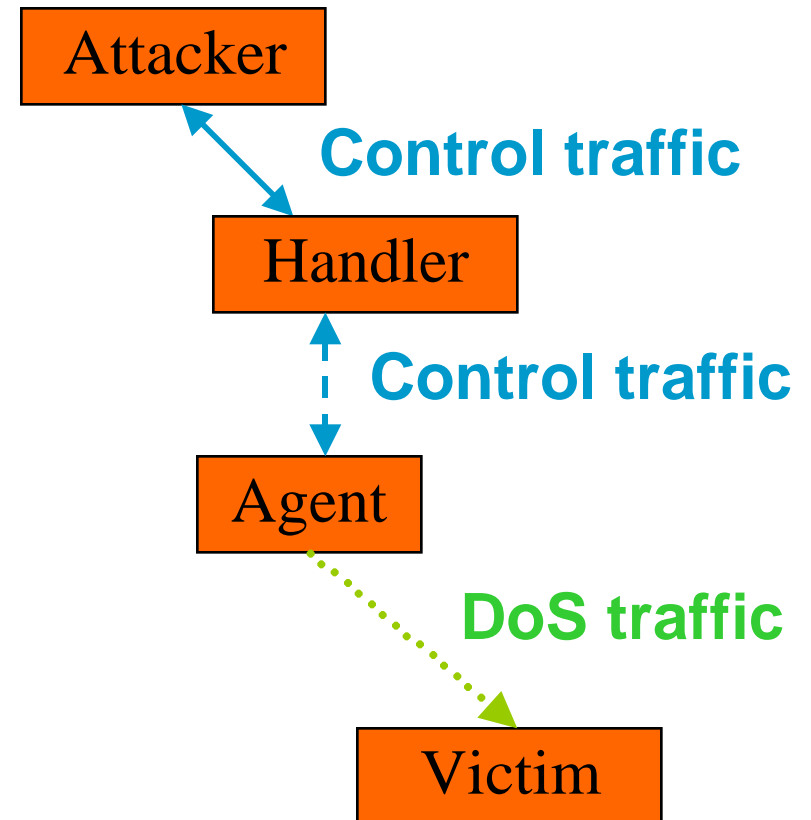 Attacker
Control traffic
Handler
Control traffic
Agent
DoS traffic
Victim